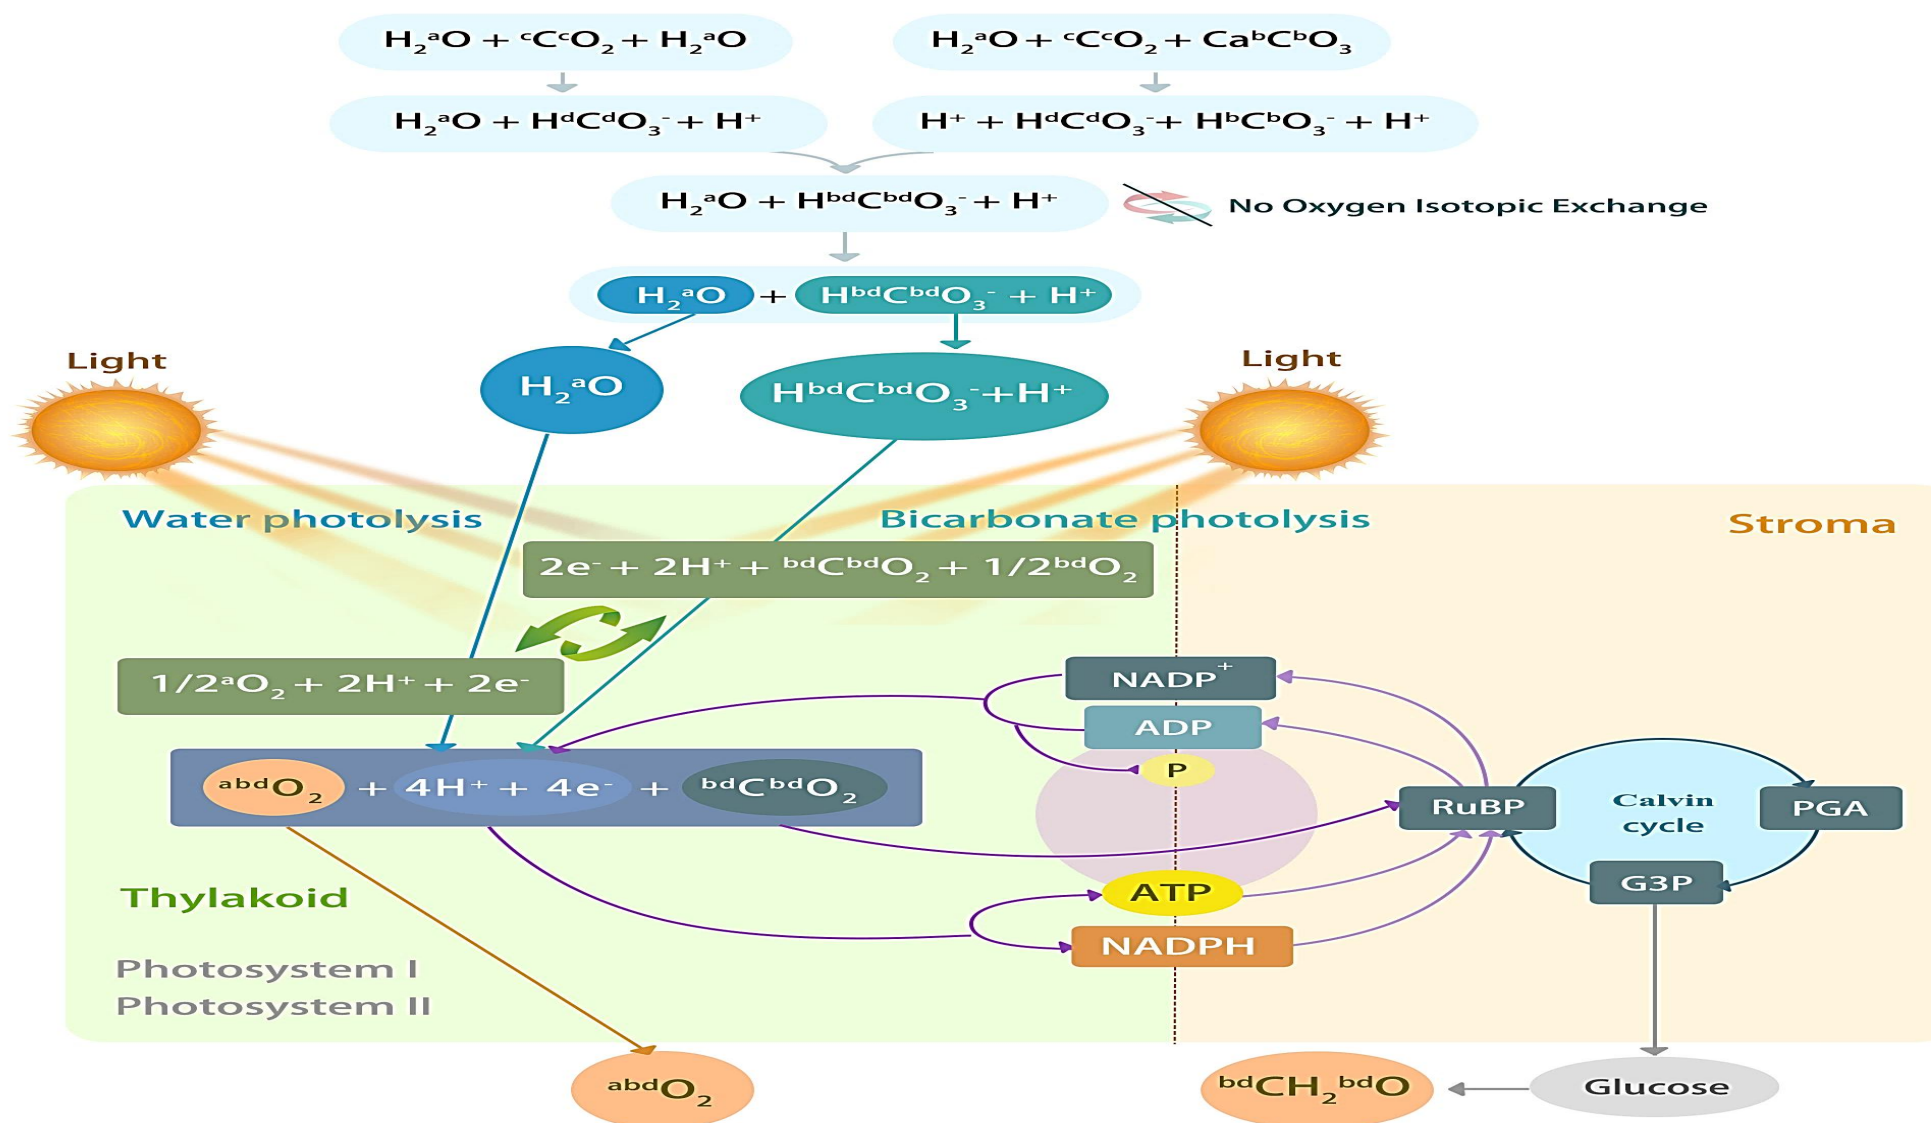 H₂ᵃO + ᶜCᶜO₂ + H₂ᵃO
H₂ᵃO + ᶜCᶜO₂ + CaᵇCᵇO₃
H₂ᵃO + HᵈCᵈO₃⁻ + H⁺
H⁺ + HᵈCᵈO₃⁻ + HᵇCᵇO₃⁻ + H⁺
H₂ᵃO + HᵇᵈCᵇᵈO₃⁻ + H⁺
No Oxygen Isotopic Exchange
H₂ᵃO + HᵇᵈCᵇᵈO₃⁻ + H⁺
Light
Light
H₂ᵃO
HᵇᵈCᵇᵈO₃⁻+H⁺
Water photolysis
Bicarbonate photolysis
Stroma
2e⁻ + 2H⁺ + ᵇᵈCᵇᵈO₂ + 1/2ᵇᵈO₂
1/2ᵃO₂ + 2H⁺ + 2e⁻
NADP⁺
ADP
P
ᵃᵇᵈO₂ + 4H⁺ + 4e⁻ + ᵇᵈCᵇᵈO₂
RuBP
Calvin
cycle
PGA
G3P
ATP
Thylakoid
NADPH
Photosystem I
Photosystem II
ᵃᵇᵈO₂
ᵇᵈCH₂ᵇᵈO
Glucose